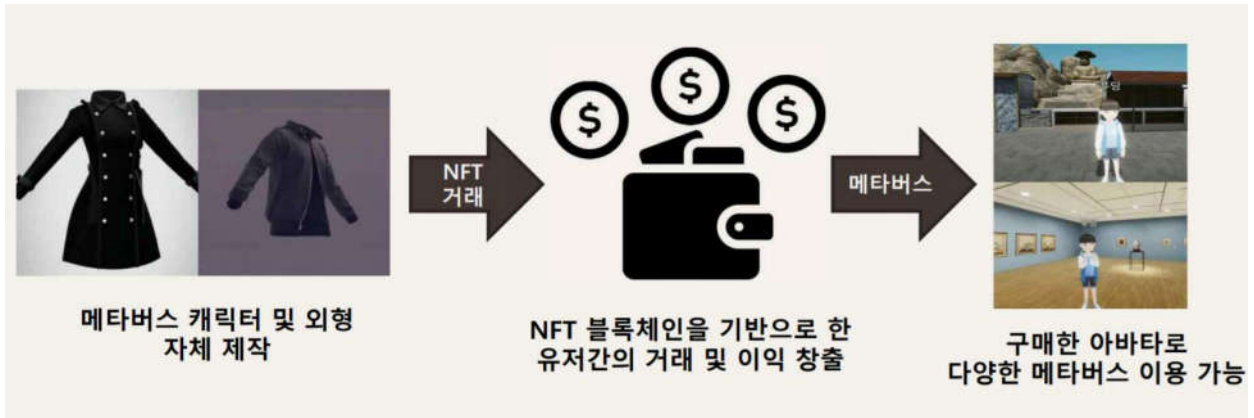 NFT
거래
메타버스
$
$
$
메타버스 캐릭터 및 외형
자체 제작
NFT 블록체인을 기반으로 한
유저간의 거래 및 이익 창출
구매한 아바타로
다양한 메타버스 이용 가능